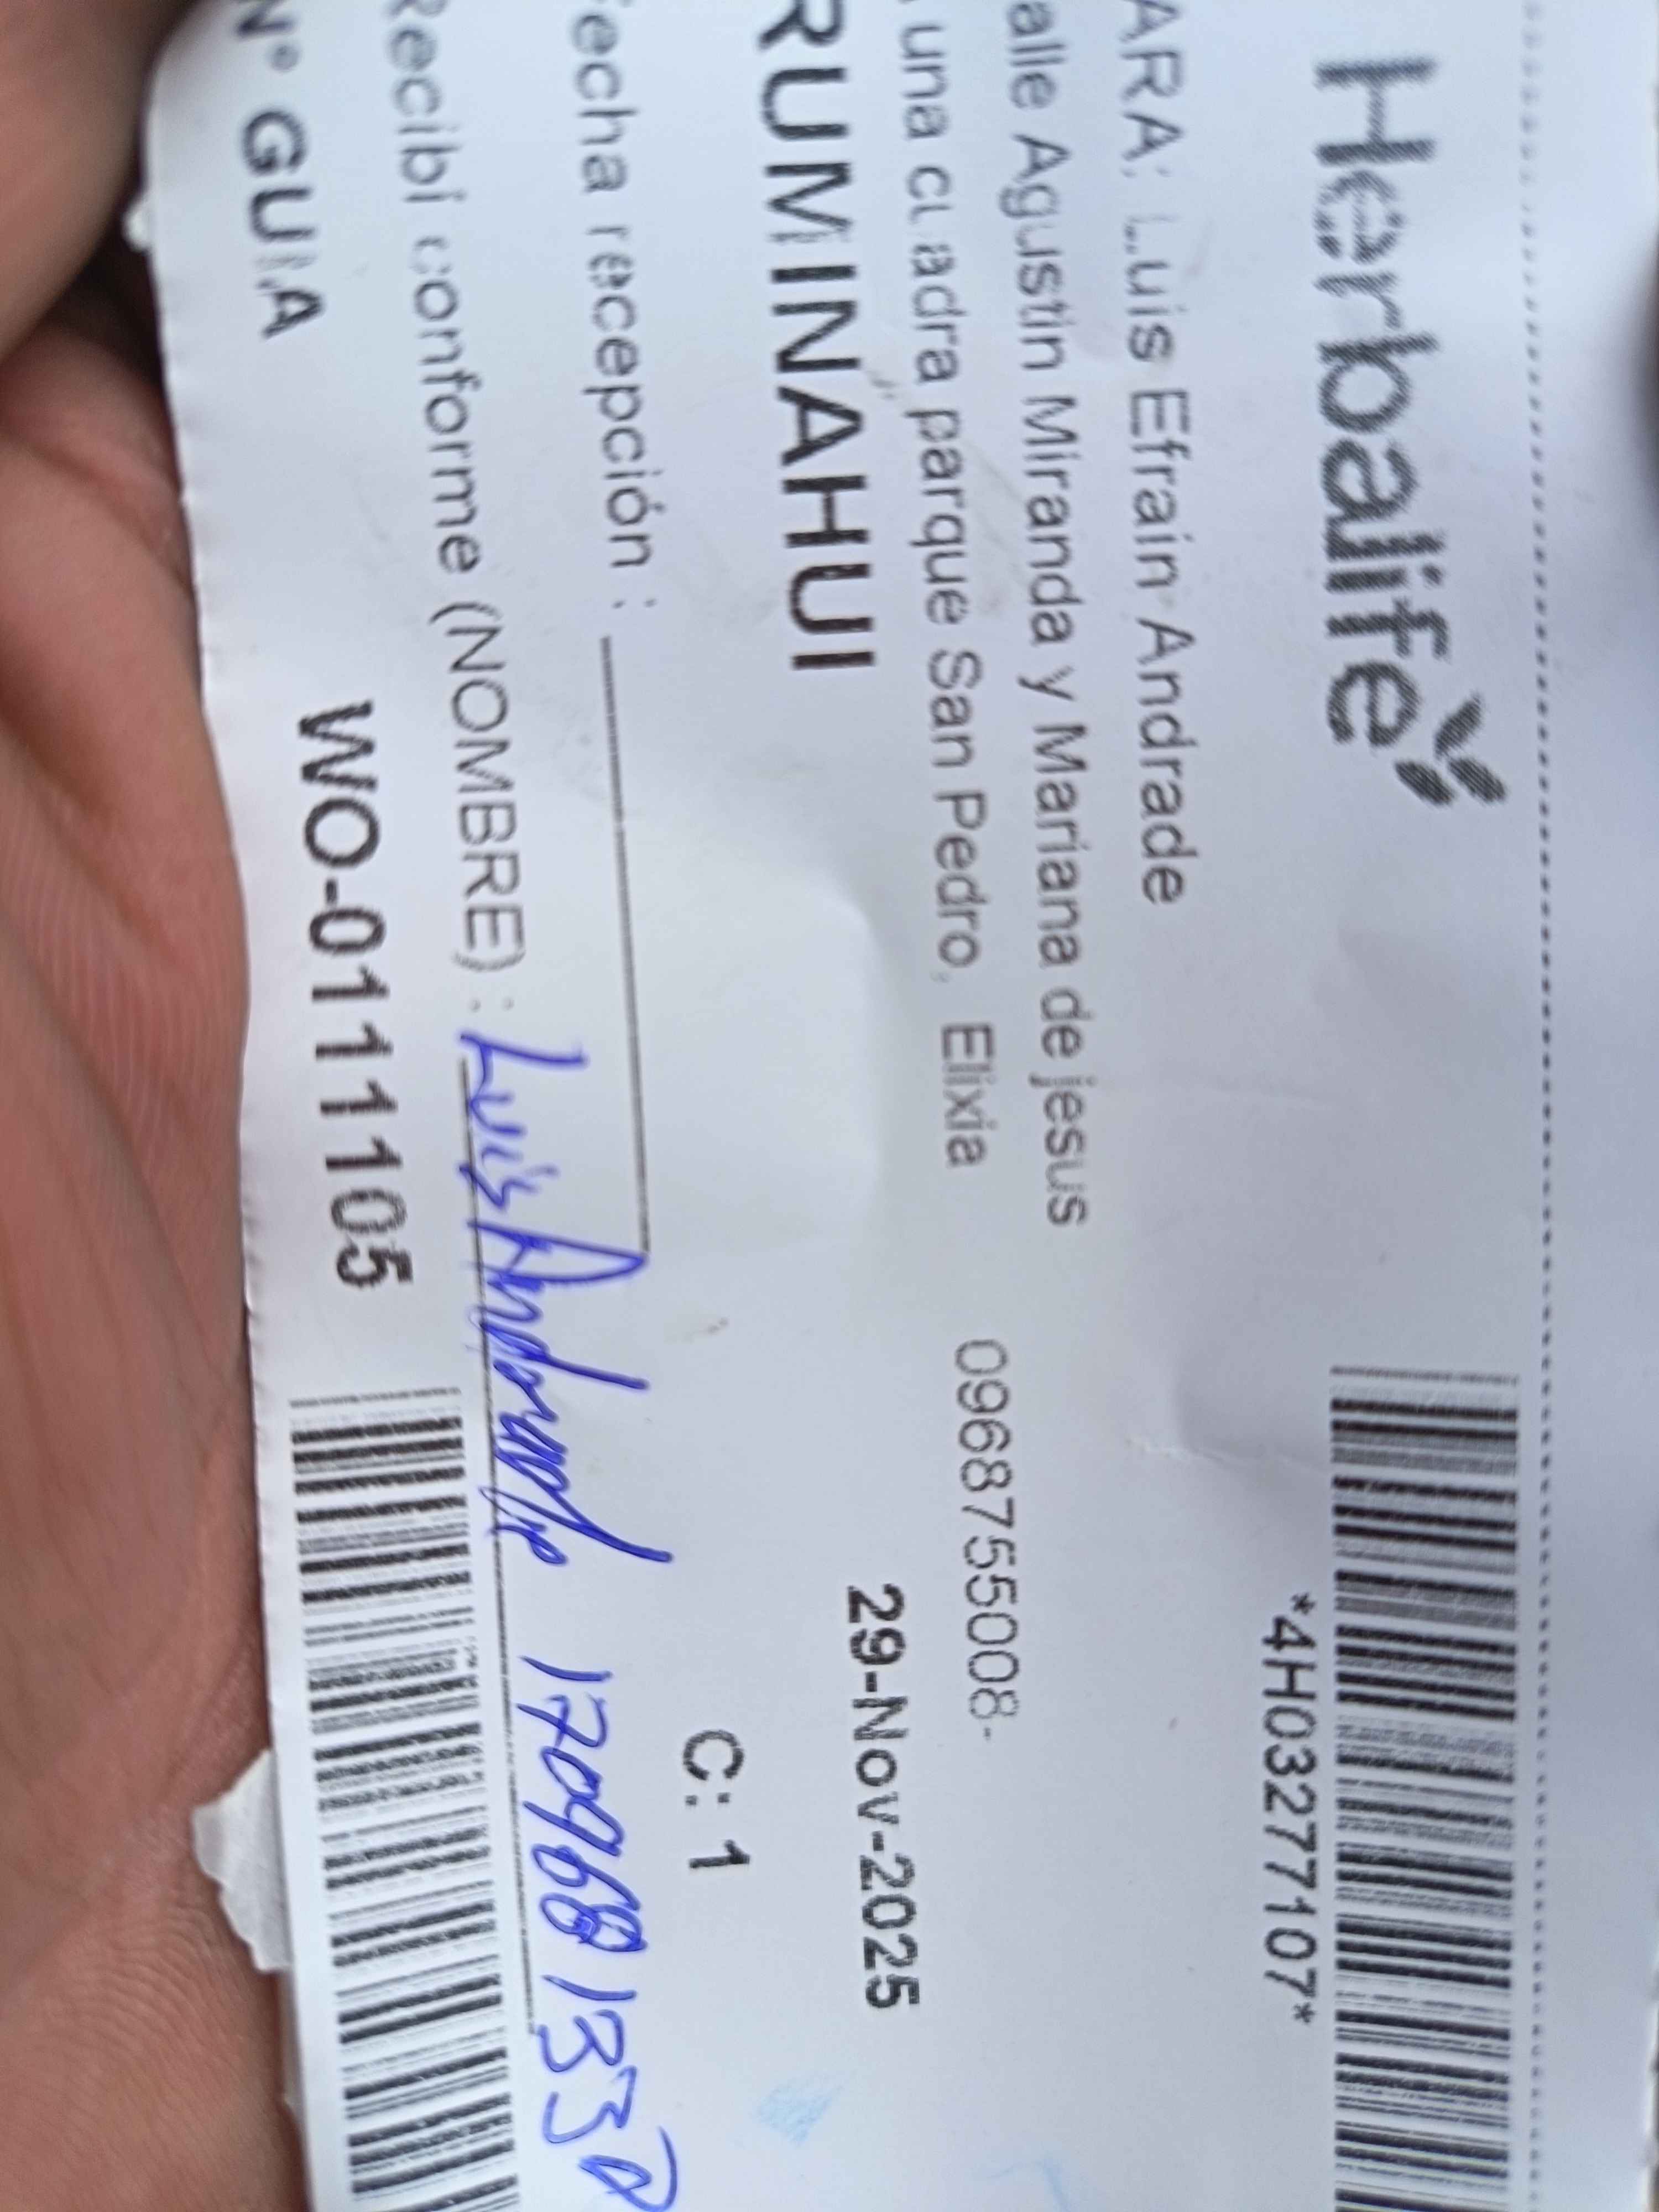 Herbalife
*4H03277107*
ARA: Luis Efrain Andrade
alle Agustin Miranda y Mariana de jesus
una cuadra parque San Pedro, Elixia 0968755008-
RUMINAHUI 29-Nov-2025
echa recepción :
C: 1
Recibí conforme (NOMBRE) : Luis Andrade 170968133
N° GUIA WO-0111105